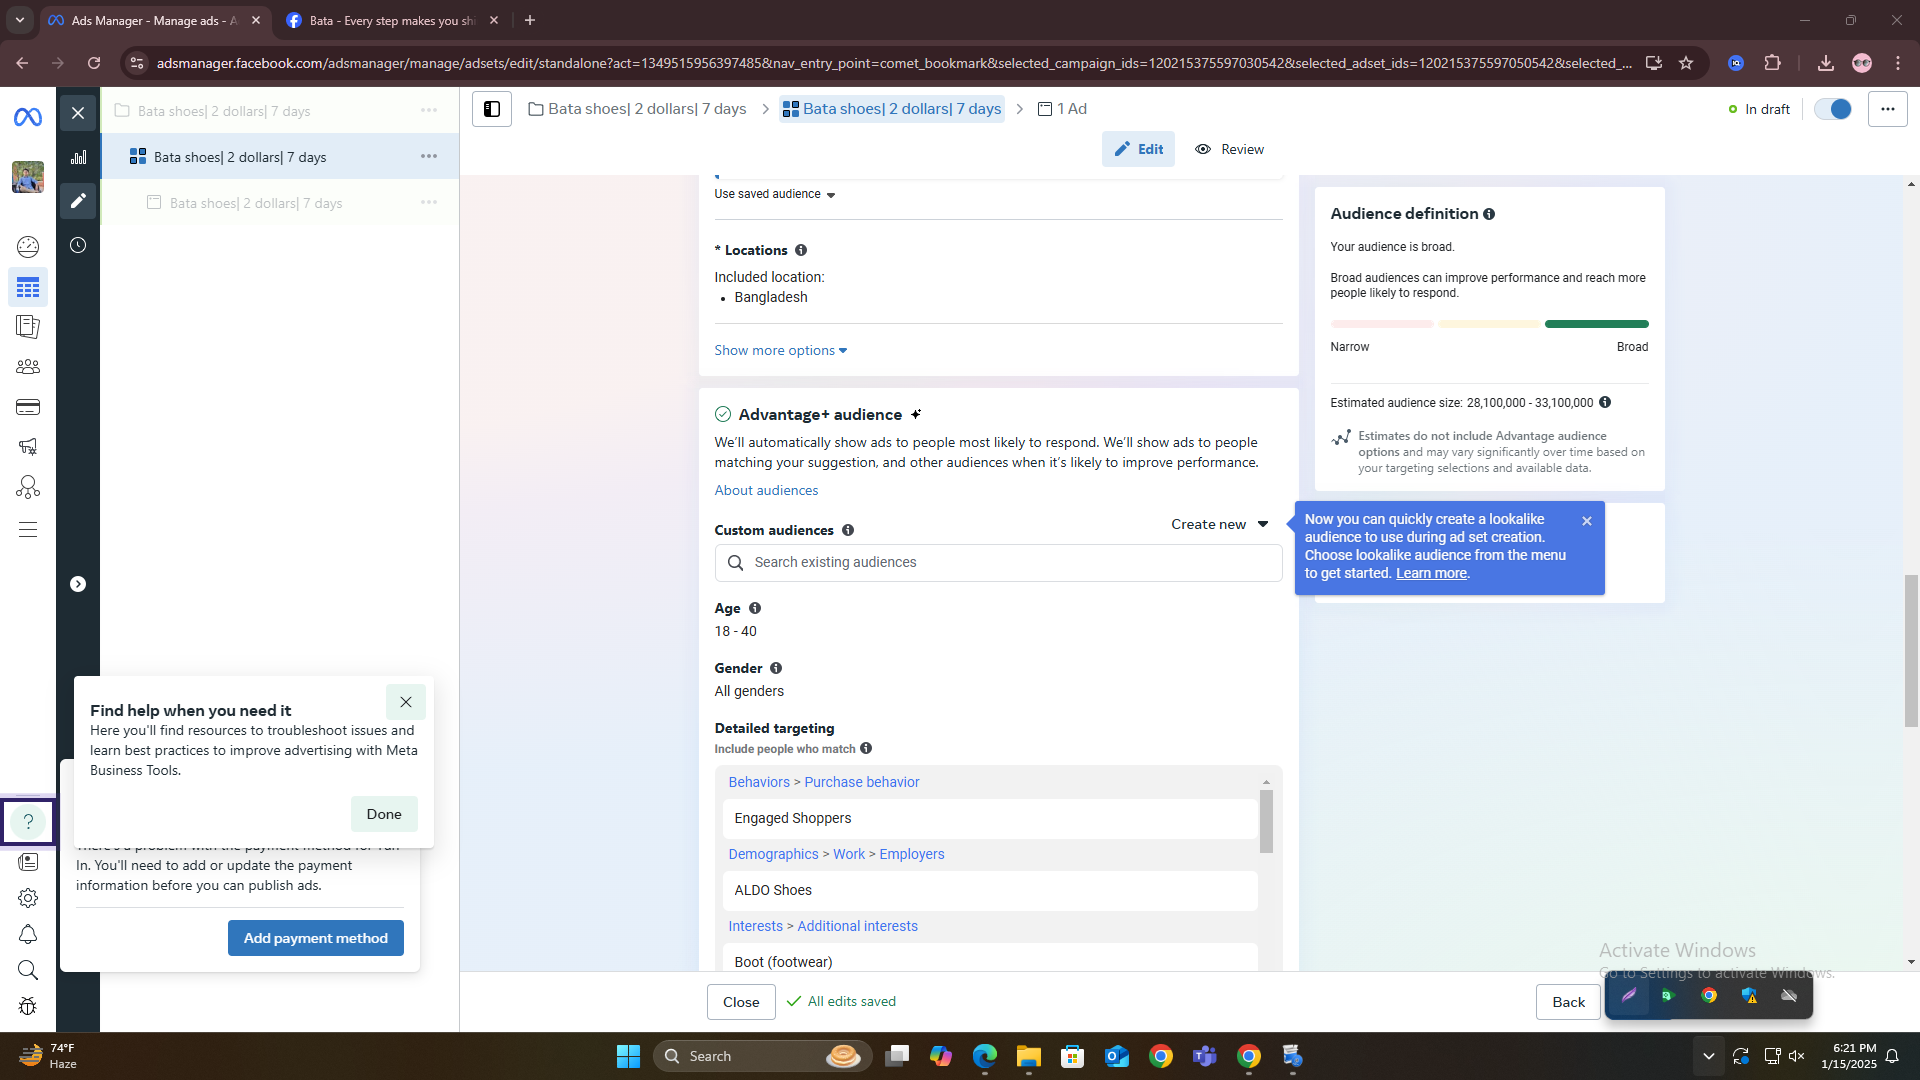 Ads Manager - Manage ads - A
Bata - Every step makes you shi
adsmanager.facebook.com/adsmanager/manage/adsets/edit/standalone?act=1349515956397485&nav_entry_point=comet_bookmark&selected_campaign_ids=120215375597030542&selected_adset_ids=120215375597050542&selected_...
Bata shoes| 2 dollars| 7 days
Bata shoes| 2 dollars| 7 days
Bata shoes| 2 dollars| 7 days
Bata shoes| 2 dollars| 7 days > Bata shoes| 2 dollars| 7 days > 1 Ad
In draft
Edit
Review
Use saved audience
* Locations
Included location:
• Bangladesh
Show more options
Advantage+ audience
We'll automatically show ads to people most likely to respond. We'll show ads to people
matching your suggestion, and other audiences when it's likely to improve performance.
About audiences
Custom audiences
Create new
Search existing audiences
Age
18 - 40
Gender
All genders
Detailed targeting
Include people who match
Behaviors > Purchase behavior
Engaged Shoppers
Demographics > Work > Employers
ALDO Shoes
Interests > Additional interests
Boot (footwear)
Audience definition
Your audience is broad.
Broad audiences can improve performance and reach more
people likely to respond.
Narrow
Broad
Estimated audience size: 28,100,000 - 33,100,000
Estimates do not include Advantage audience
options and may vary significantly over time based on
your targeting selections and available data.
Now you can quickly create a lookalike
audience to use during ad set creation.
Choose lookalike audience from the menu
to get started. Learn more.
Find help when you need it
Here you'll find resources to troubleshoot issues and
learn best practices to improve advertising with Meta
Business Tools.
Done
In. You'll need to add or update the payment
information before you can publish ads.
Add payment method
Close
All edits saved
Back
Activate Windows
Go to Settings to activate Windows.
74°F
Haze
Search
6:21 PM
1/15/2025